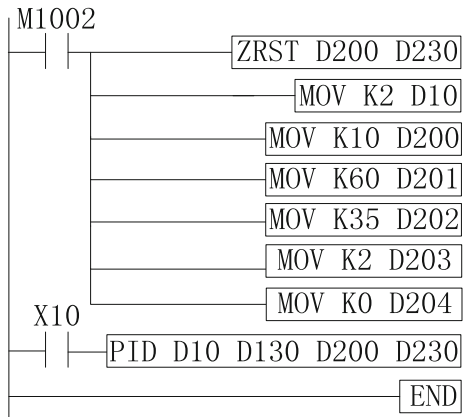 M1002
ZRST D200 D230
MOV K2 D10
MOV K10 D200
MOV K60 D201
MOV K35 D202
MOV K2 D203
MOV K0 D204
X10
PID D10 D130 D200 D230
END